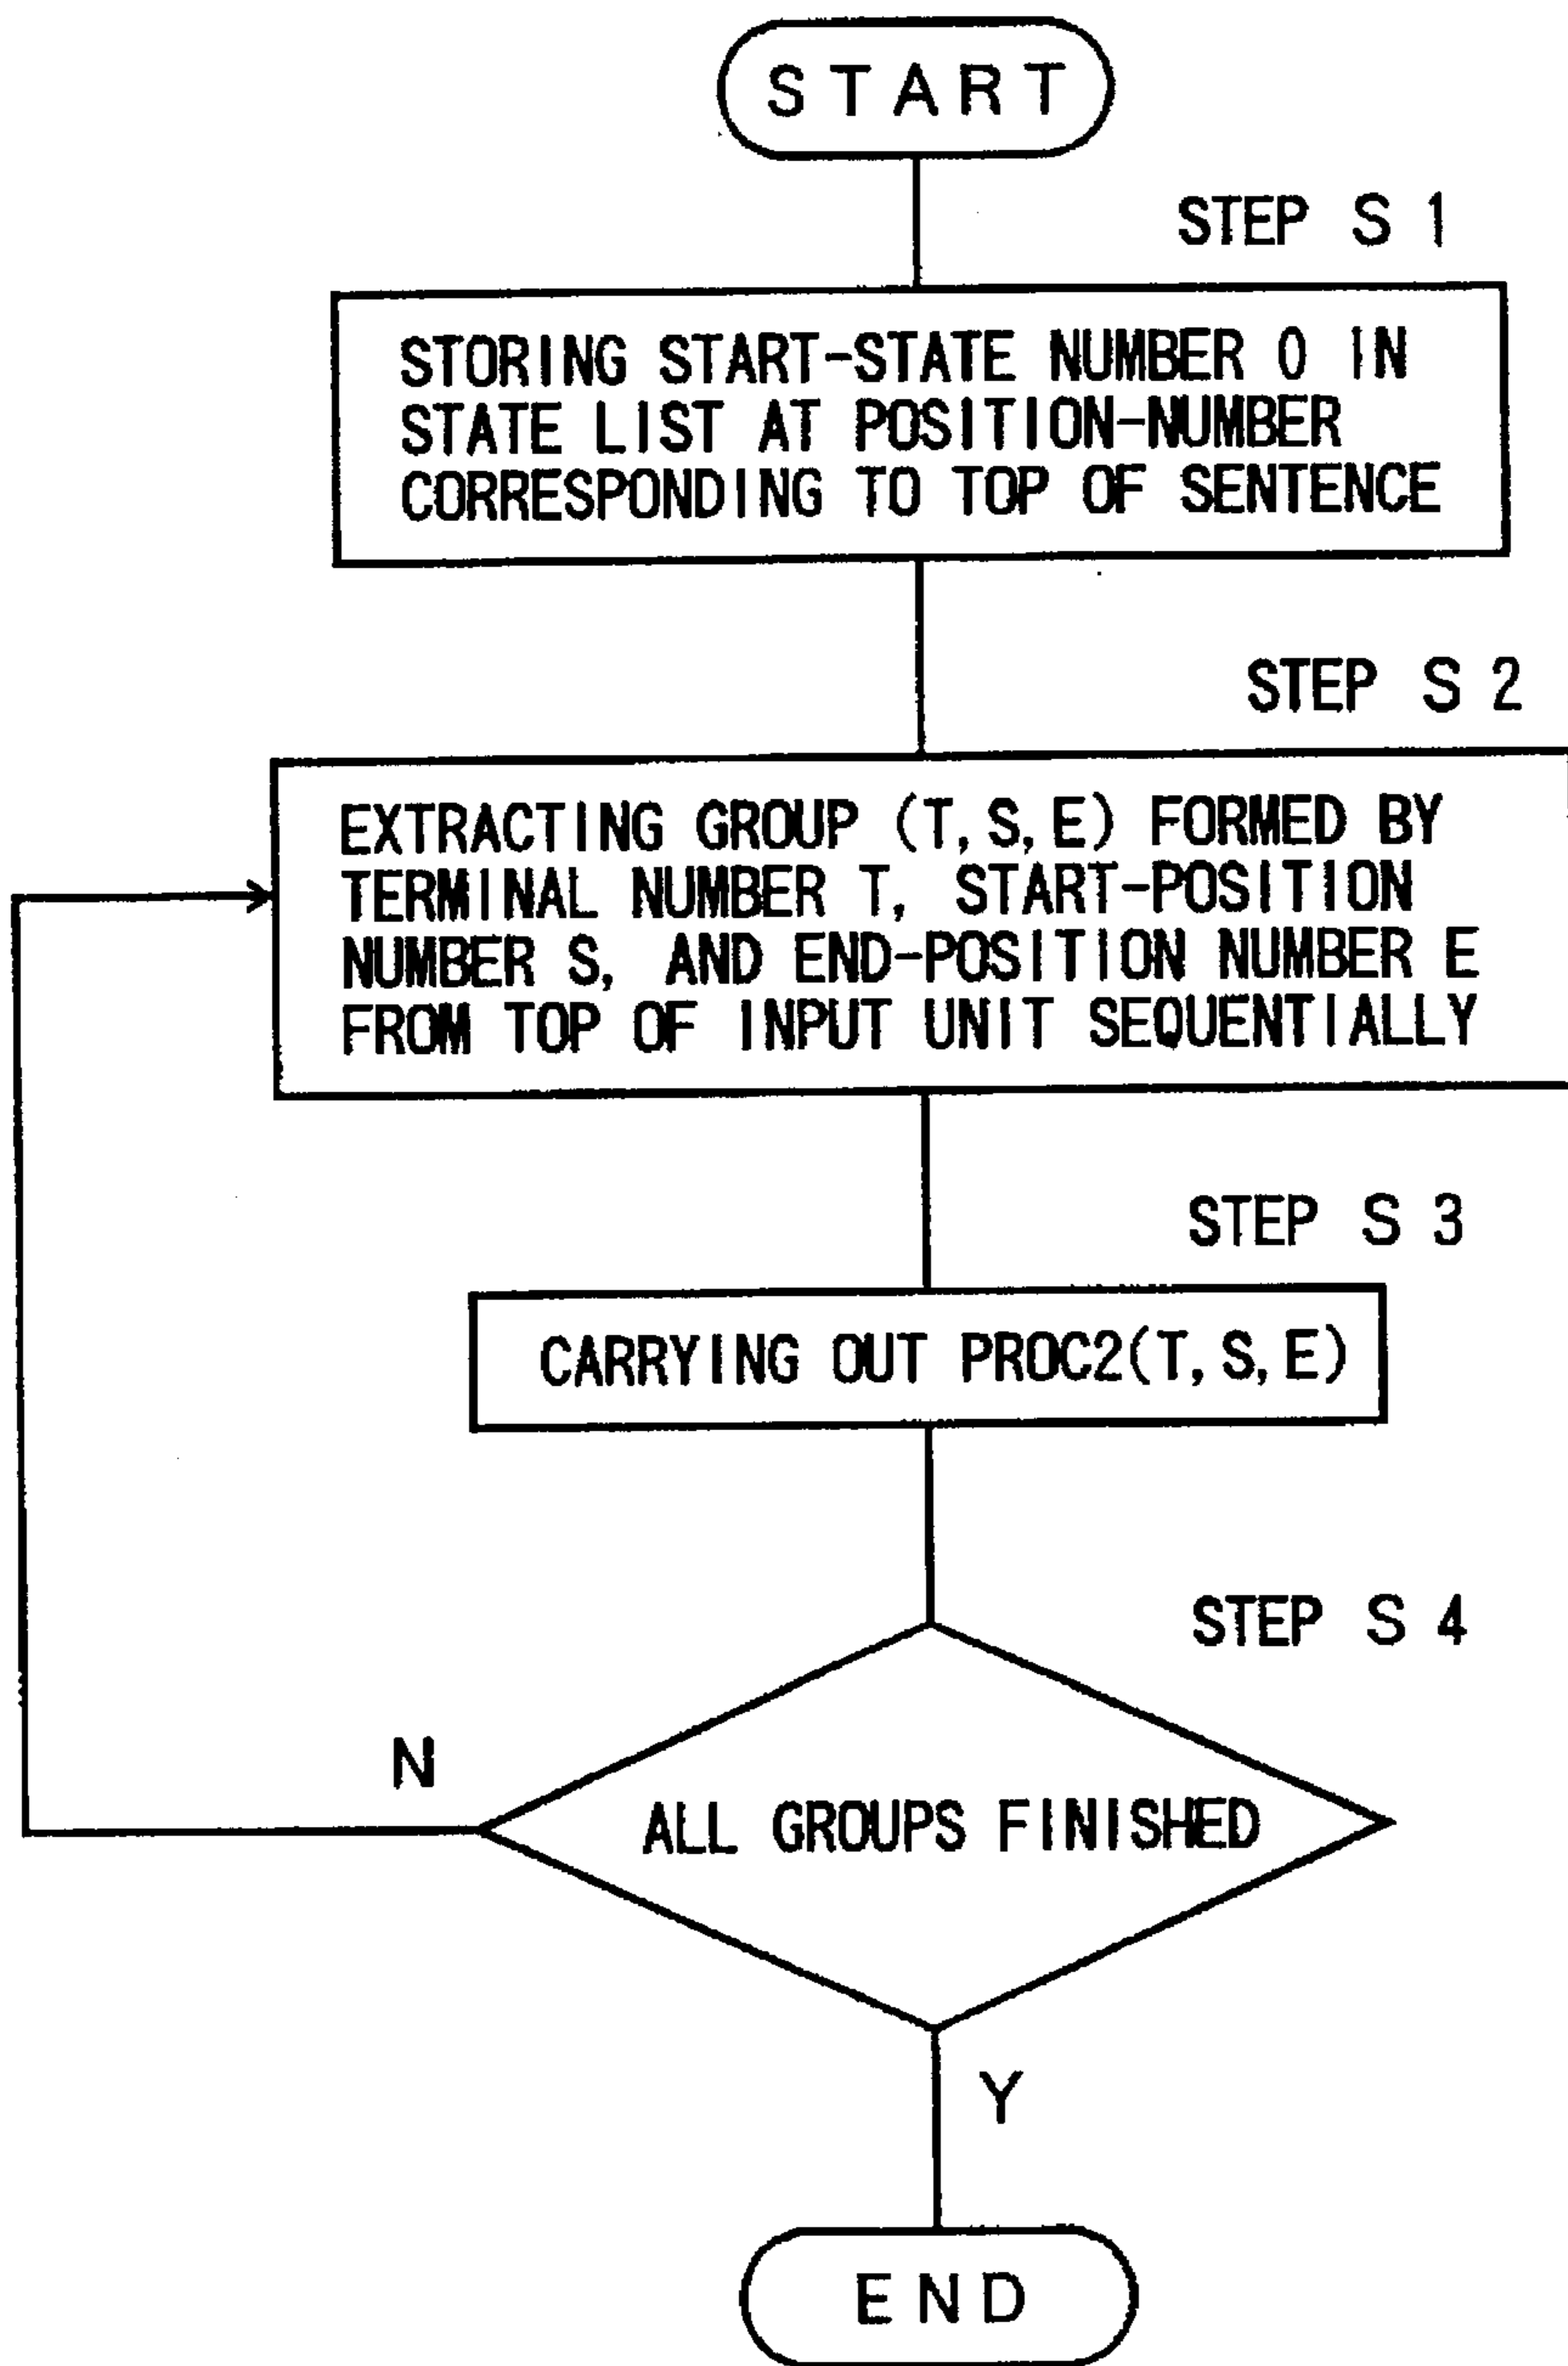 START
STEP S 1
STORING START-STATE NUMBER 0 IN
STATE LIST AT POSITION-NUMBER
CORRESPONDING TO TOP OF SENTENCE
STEP S 2
EXTRACTING GROUP (T, S, E) FORMED BY
TERMINAL NUMBER T, START-POSITION
NUMBER S, AND END-POSITION NUMBER E
FROM TOP OF INPUT UNIT SEQUENTIALLY
STEP S 3
CARRYING OUT PROC2(T, S, E)
STEP S 4
N
ALL GROUPS FINISHED
Y
END